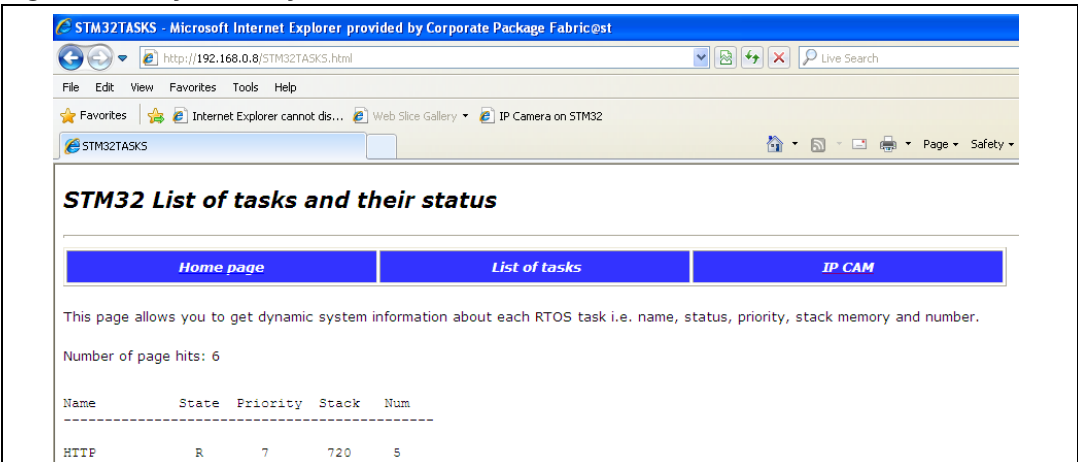 STM32TASKS - Microsoft Internet Explorer provided by Corporate Package Fabric@st
http://192.168.0.8/STM32TASKS.html Live Search
File Edit View Favorites Tools Help
Favorites Internet Explorer cannot dis... Web Slice Gallery IP Camera on STM32
STM32TASKS Page Safety
STM32 List of tasks and their status
Home page List of tasks IP CAM
This page allows you to get dynamic system information about each RTOS task i.e. name, status, priority, stack memory and number.
Number of page hits: 6
Name State Priority Stack Num
---------------------------------------------
HTTP R 7 720 5